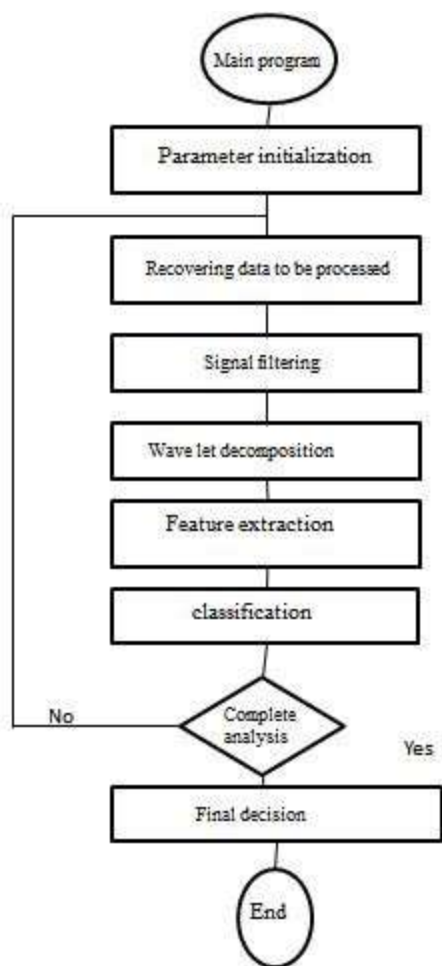 Main program
Parameter initialization
Recovering data to be processed
Signal filtering
Wave let decomposition
Feature extraction
classification
No
Complete
analysis
Yes
Final decision
End